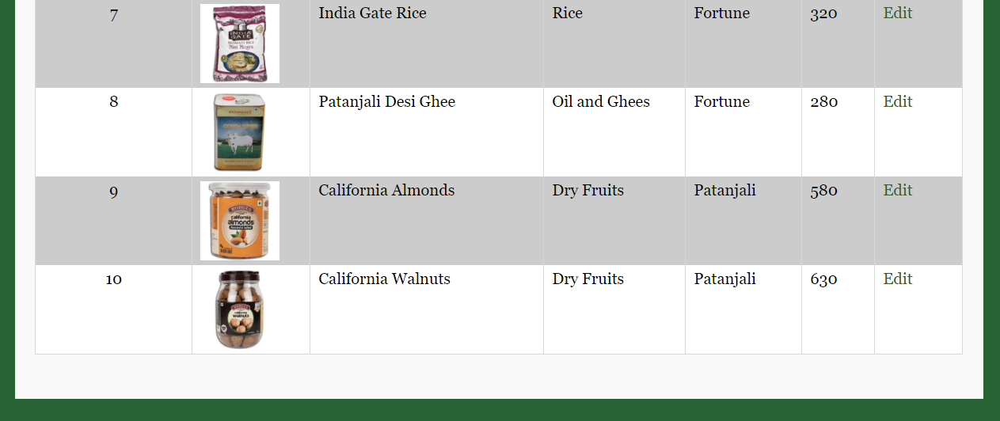 7 India Gate Rice Rice Fortune 320 Edit
INDIA
GATE
BASMATI RICE
Mini Mogra
8 Patanjali Desi Ghee Oil and Ghees Fortune 280 Edit
9 California Almonds Dry Fruits Patanjali 580 Edit
california
almonds
10 California Walnuts Dry Fruits Patanjali 630 Edit
walnuts